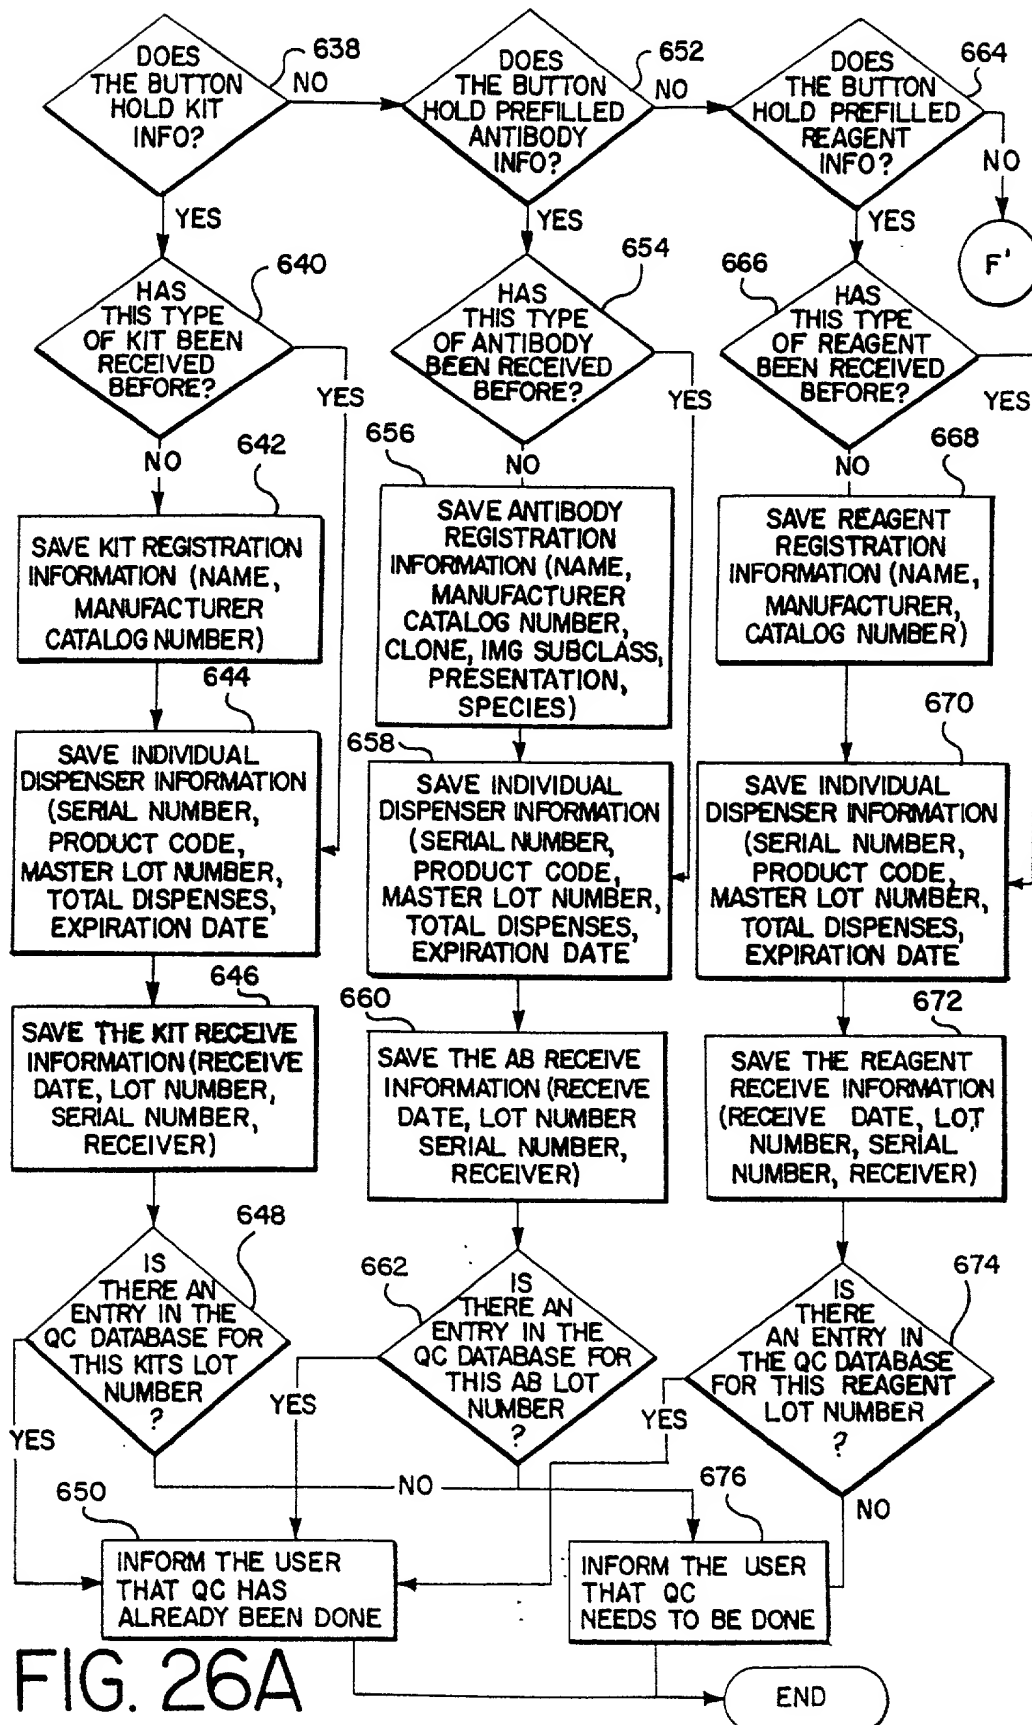 DOES
THE BUTTON
HOLD KIT
INFO?
638
NO
DOES
THE BUTTON
HOLD PREFILLED
ANTIBODY
INFO?
652
NO
DOES
THE BUTTON
HOLD PREFILLED
REAGENT
INFO?
664
NO
F'
YES
YES
YES
HAS
THIS TYPE
OF KIT BEEN
RECEIVED
BEFORE?
640
YES
HAS
THIS TYPE
OF ANTIBODY
BEEN RECEIVED
BEFORE?
654
YES
666
HAS
THIS TYPE
OF REAGENT
BEEN RECEIVED
BEFORE?
YES
NO
642
SAVE KIT REGISTRATION
INFORMATION (NAME,
MANUFACTURER
CATALOG NUMBER)
656
NO
SAVE ANTIBODY
REGISTRATION
INFORMATION (NAME,
MANUFACTURER
CATALOG NUMBER,
CLONE, IMG SUBCLASS,
PRESENTATION,
SPECIES)
NO
668
SAVE REAGENT
REGISTRATION
INFORMATION (NAME,
MANUFACTURER,
CATALOG NUMBER)
644
SAVE INDIVIDUAL
DISPENSER INFORMATION
(SERIAL NUMBER,
PRODUCT CODE,
MASTER LOT NUMBER,
TOTAL DISPENSES,
EXPIRATION DATE
658
SAVE INDIVIDUAL
DISPENSER INFORMATION
(SERIAL NUMBER,
PRODUCT CODE,
MASTER LOT NUMBER,
TOTAL DISPENSES,
EXPIRATION DATE
670
SAVE INDIVIDUAL
DISPENSER INFORMATION
(SERIAL NUMBER,
PRODUCT CODE,
MASTER LOT NUMBER,
TOTAL DISPENSES,
EXPIRATION DATE
646
SAVE THE KIT RECEIVE
INFORMATION (RECEIVE
DATE, LOT NUMBER,
SERIAL NUMBER,
RECEIVER)
660
SAVE THE AB RECEIVE
INFORMATION (RECEIVE
DATE, LOT NUMBER
SERIAL NUMBER,
RECEIVER)
672
SAVE THE REAGENT
RECEIVE INFORMATION
(RECEIVE DATE, LOT
NUMBER, SERIAL
NUMBER, RECEIVER)
648
IS
THERE AN
ENTRY IN THE
QC DATABASE FOR
THIS KITS LOT
NUMBER
?
YES
662
IS
THERE AN
ENTRY IN THE
QC DATABASE FOR
THIS AB LOT
NUMBER
?
YES
674
IS
THERE
AN ENTRY IN
THE QC DATABASE
FOR THIS REAGENT
LOT NUMBER
?
YES
NO
NO
650
INFORM THE USER
THAT QC HAS
ALREADY BEEN DONE
676
INFORM THE USER
THAT QC
NEEDS TO BE DONE
END
FIG. 26A